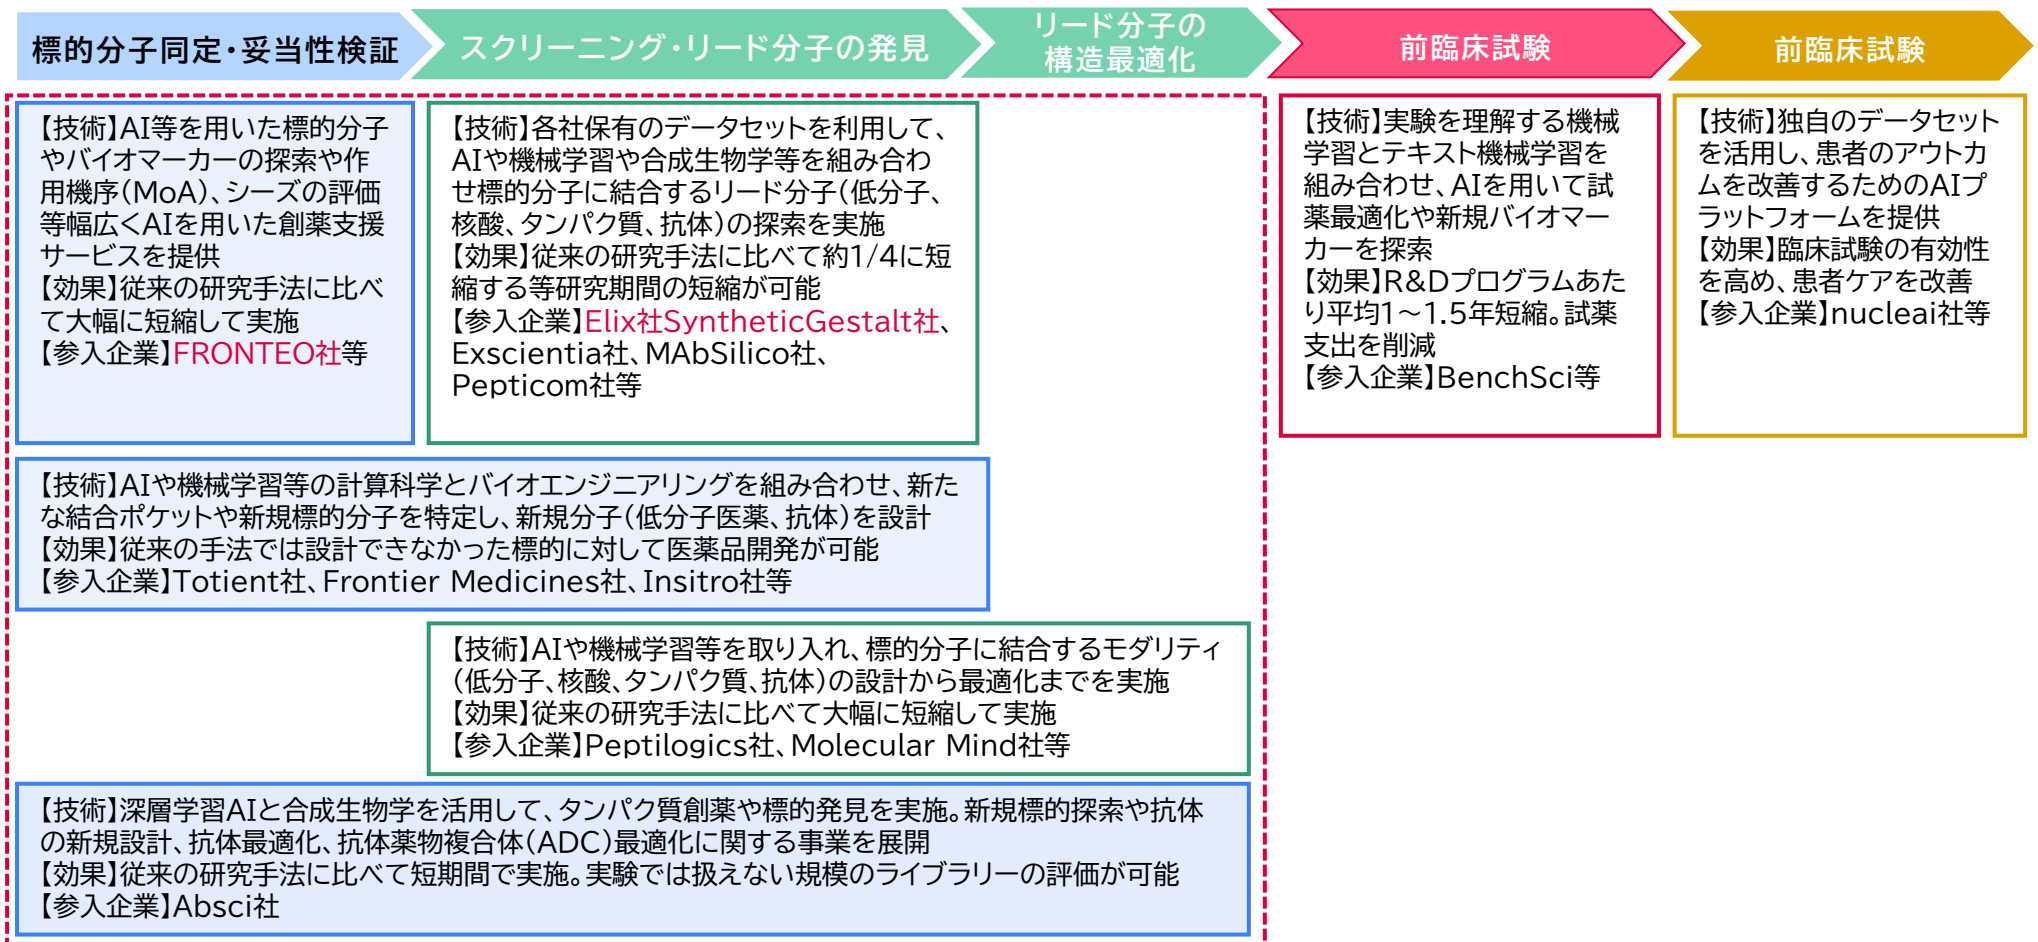 標的分子同定・妥当性検証
スクリーニング・リード分子の発見
リード分子の
構造最適化
前臨床試験
前臨床試験
【技術】AI等を用いた標的分子
やバイオマーカーの探索や作
用機序(MoA)、シーズの評価
等幅広くAIを用いた創薬支援
サービスを提供
【効果】従来の研究手法に比べ
て大幅に短縮して実施
【参入企業】FRONTEO社等
【技術】各社保有のデータセットを利用して、
AIや機械学習や合成生物学等を組み合わ
せ標的分子に結合するリード分子(低分子、
核酸、タンパク質、抗体)の探索を実施
【効果】従来の研究手法に比べて約1/4に短
縮する等研究期間の短縮が可能
【参入企業】Elix社SyntheticGestalt社、
Exscientia社、MAbSilico社、
Pepticom社等
【技術】実験を理解する機械
学習とテキスト機械学習を
組み合わせ、AIを用いて試
薬最適化や新規バイオマー
カーを探索
【効果】R&Dプログラムあた
り平均1～1.5年短縮。試薬
支出を削減
【参入企業】BenchSci等
【技術】独自のデータセット
を活用し、患者のアウトカ
ムを改善するためのAIプ
ラットフォームを提供
【効果】臨床試験の有効性
を高め、患者ケアを改善
【参入企業】nucleai社等
【技術】AIや機械学習等の計算科学とバイオエンジニアリングを組み合わせ、新た
な結合ポケットや新規標的分子を特定し、新規分子(低分子医薬、抗体)を設計
【効果】従来の手法では設計できなかった標的に対して医薬品開発が可能
【参入企業】Totient社、Frontier Medicines社、Insitro社等
【技術】AIや機械学習等を取り入れ、標的分子に結合するモダリティ
(低分子、核酸、タンパク質、抗体)の設計から最適化までを実施
【効果】従来の研究手法に比べて大幅に短縮して実施
【参入企業】Peptilogics社、Molecular Mind社等
【技術】深層学習AIと合成生物学を活用して、タンパク質創薬や標的発見を実施。新規標的探索や抗体
の新規設計、抗体最適化、抗体薬物複合体(ADC)最適化に関する事業を展開
【効果】従来の研究手法に比べて短期間で実施。実験では扱えない規模のライブラリーの評価が可能
【参入企業】Absci社